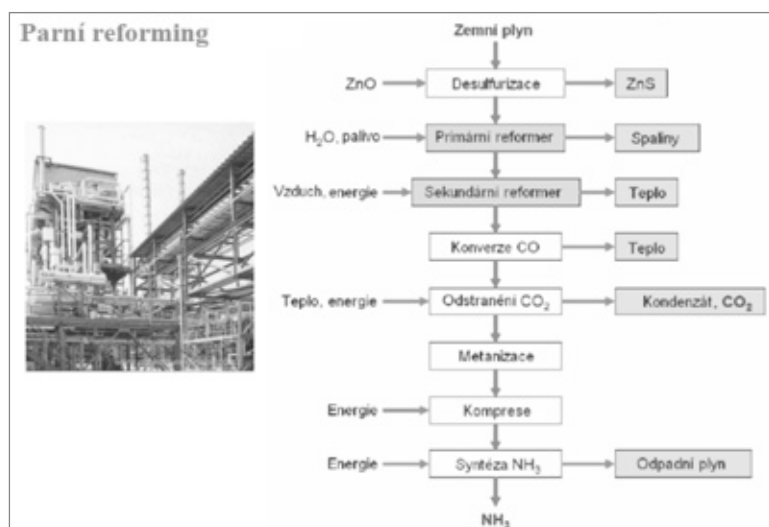 Parní reforming
Zemní plyn
ZnO Desulfurizace ZnS
H₂O, palivo Primární reformer Spaliny
Vzduch, energie Sekundární reformer Teplo
Konverze CO Teplo
Teplo, energie Odstranění CO₂ Kondenzát, CO₂
Metanizace
Energie Komprese
Energie Syntéza NH₃ Odpadní plyn
NH₃